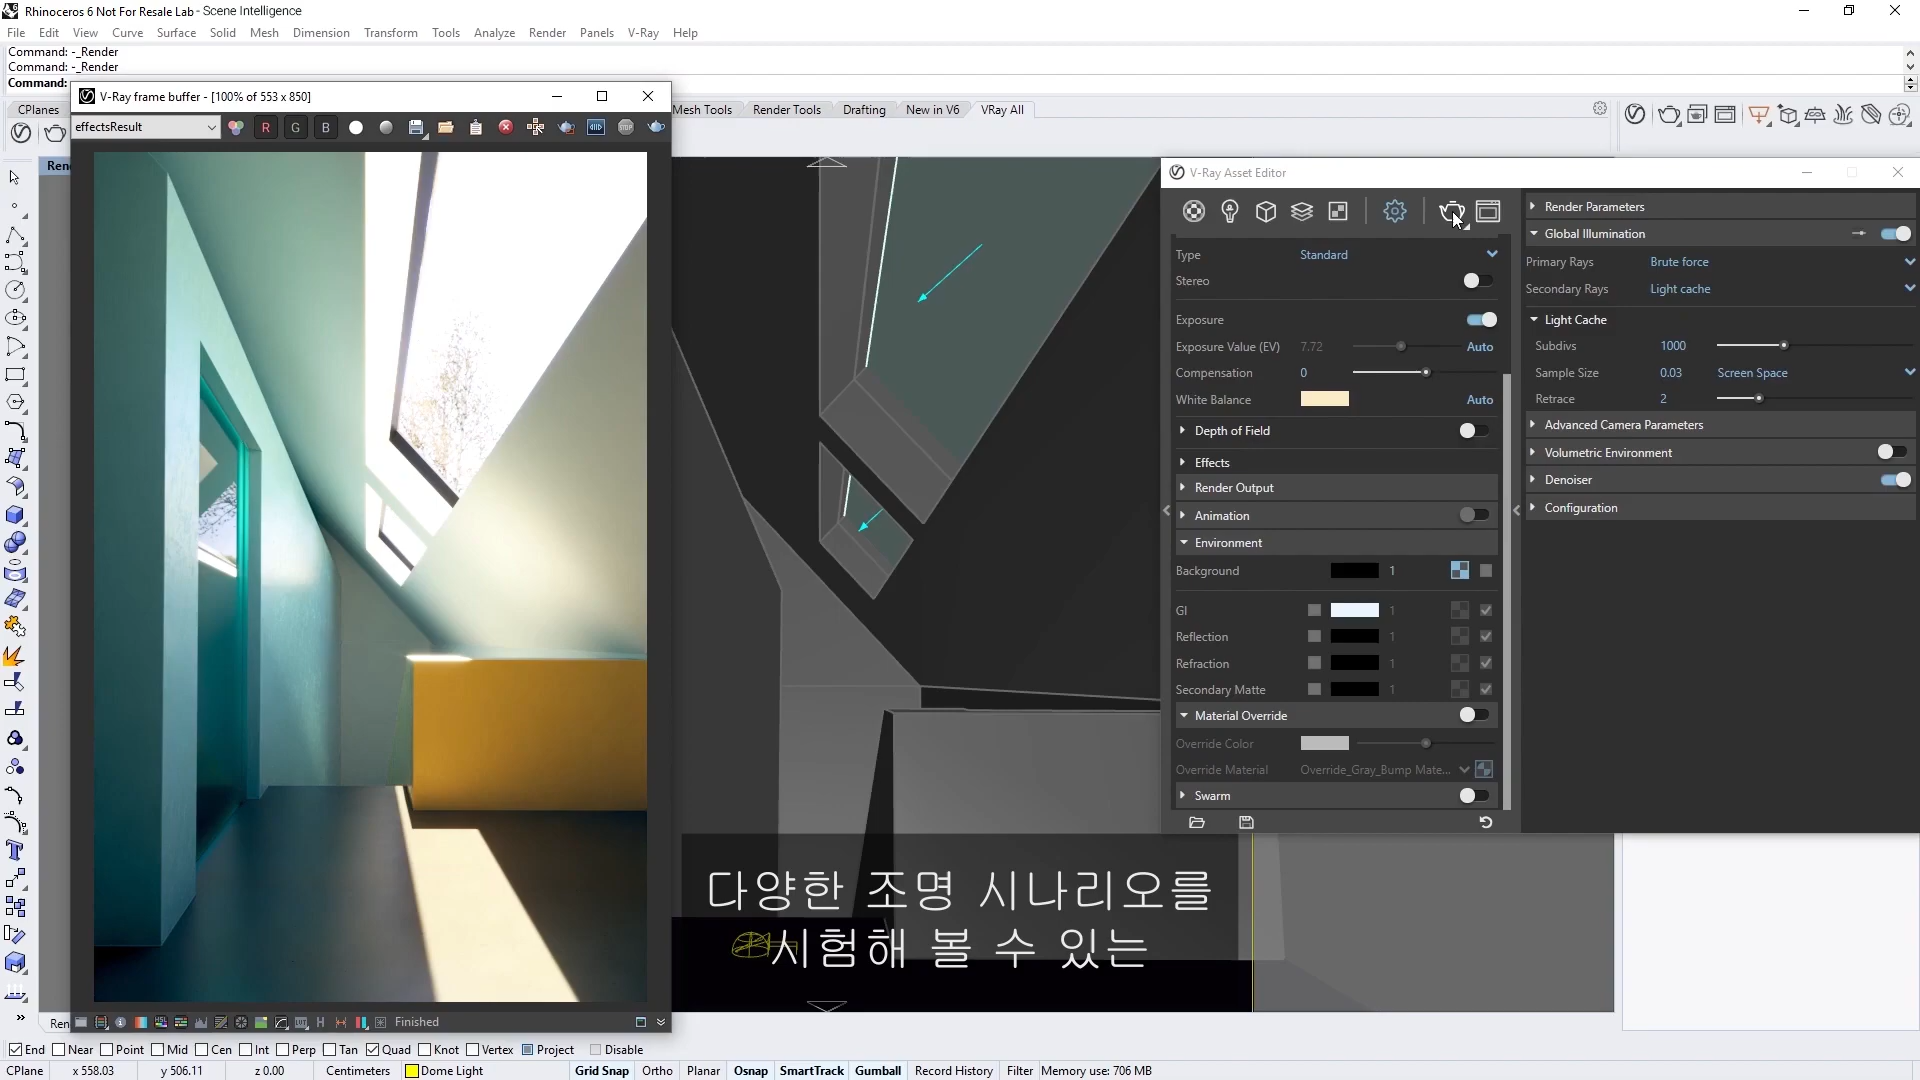 Rhinoceros 6 Not For Resale Lab - Scene Intelligence
File Edit View Curve Surface Solid Mesh Dimension Transform Tools Analyze Render Panels V-Ray Help
Command: -_Render
Command: -_Render
Command:
V-Ray frame buffer - [100% of 553 x 850]
CPlanes
Mesh Tools Render Tools Drafting New in V6 VRay All
effectsResult
R G B
V-Ray Asset Editor
Type Standard
Stereo
Exposure
Exposure Value (EV) 7.72 Auto
Compensation 0
White Balance Auto
Depth of Field
Effects
Render Output
Animation
Environment
Background 1
GI 1
Reflection 1
Refraction 1
Secondary Matte 1
Material Override
Override Color
Override Material Override_Gray_Bump Mate...
Swarm
Render Parameters
Global Illumination
Primary Rays Brute force
Secondary Rays Light cache
Light Cache
Subdivs 1000
Sample Size 0.03 Screen Space
Retrace 2
Advanced Camera Parameters
Volumetric Environment
Denoiser
Configuration
다양한 조명 시나리오를
시험해 볼 수 있는
Finished
End Near Point Mid Cen Int Perp Tan Quad Knot Vertex Project Disable
CPlane x 558.03 y 506.11 z 0.00 Centimeters Dome Light Grid Snap Ortho Planar Osnap SmartTrack Gumball Record History Filter Memory use: 706 MB